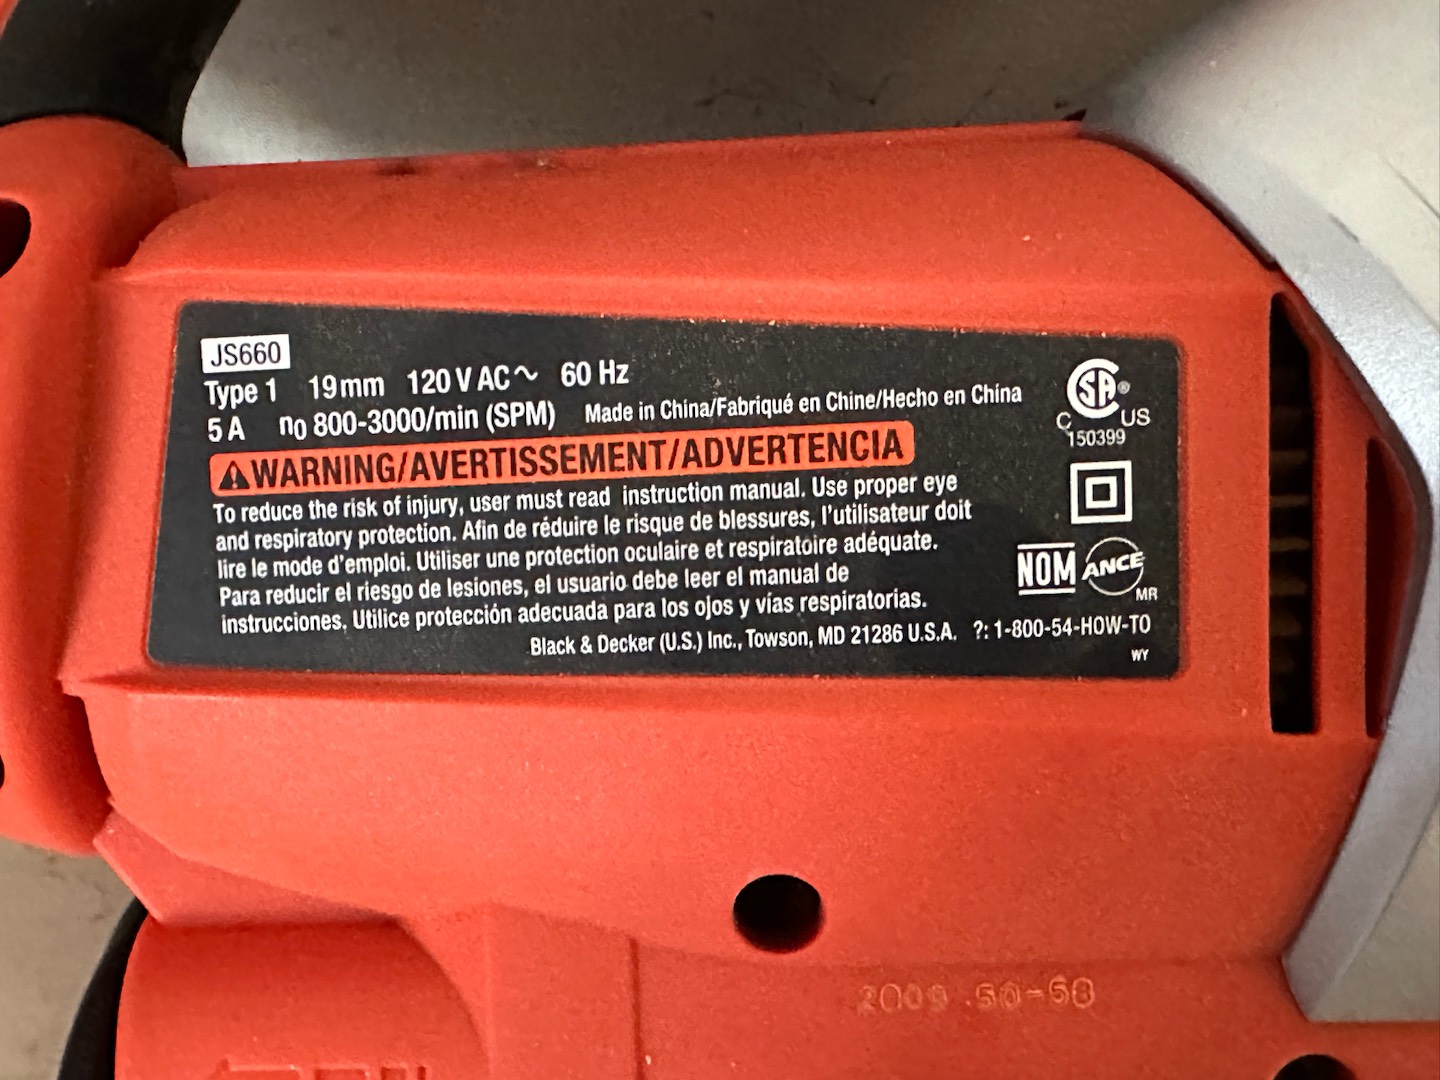 JS660
Type 1 19mm 120 V AC~ 60 Hz
5 A n0 800-3000/min (SPM) Made in China/Fabriqué en Chine/Hecho en China
WARNING/AVERTISSEMENT/ADVERTENCIA
To reduce the risk of injury, user must read instruction manual. Use proper eye
and respiratory protection. Afin de réduire le risque de blessures, l'utilisateur doit
lire le mode d'emploi. Utiliser une protection oculaire et respiratoire adéquate.
Para reducir el riesgo de lesiones, el usuario debe leer el manual de
instrucciones. Utilice protección adecuada para los ojos y vías respiratorias.
Black & Decker (U.S.) Inc., Towson, MD 21286 U.S.A. ?: 1-800-54-HOW-TO
WY
SA®
C US
150399
NOM ANCE
MR